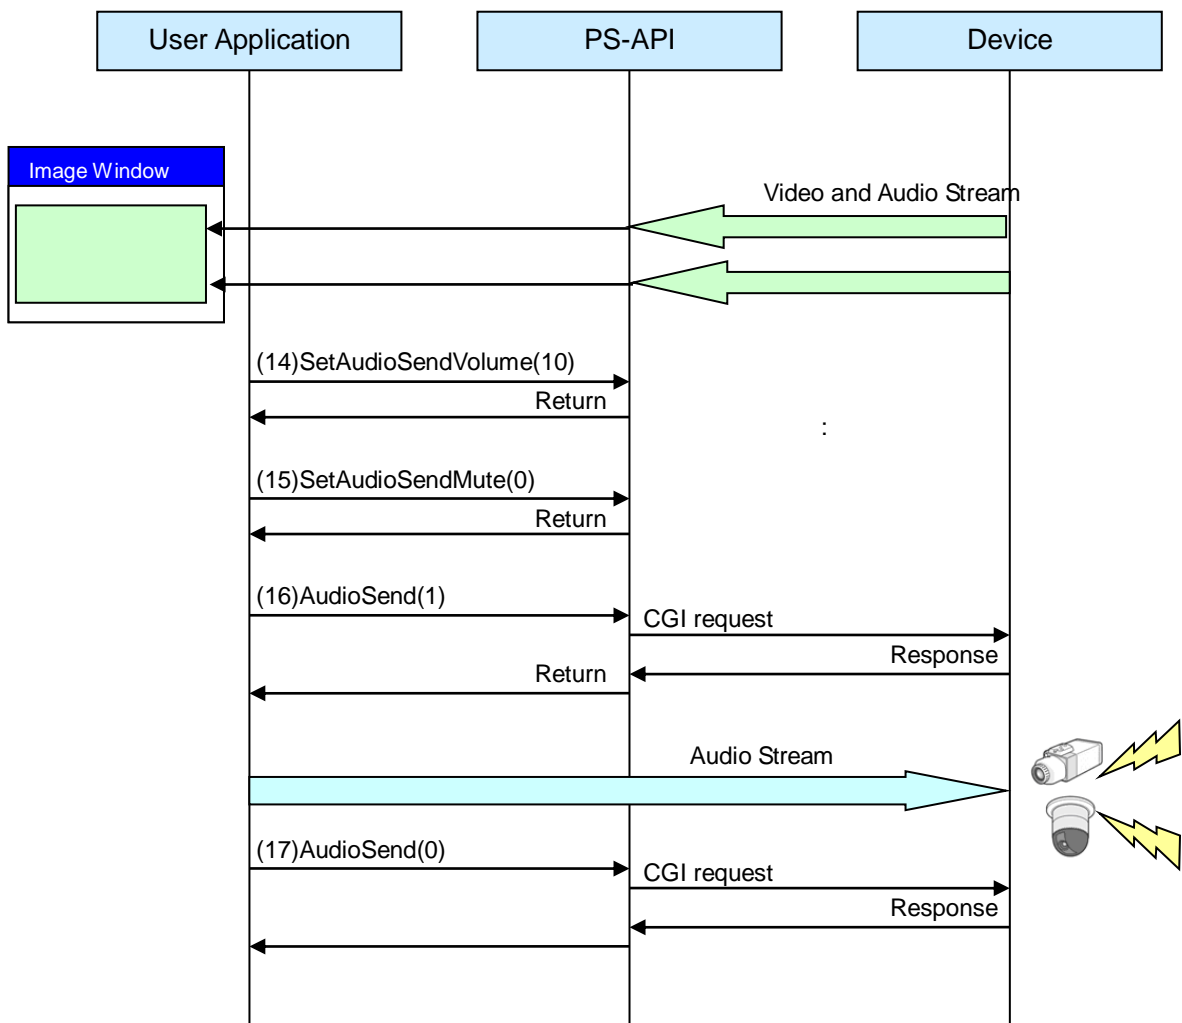 User Application
PS-API
Device
Image Window
Video and Audio Stream
(14)SetAudioSendVolume(10)
Return
:
(15)SetAudioSendMute(0)
Return
(16)AudioSend(1)
CGI request
Response
Return
Audio Stream
(17)AudioSend(0)
CGI request
Response